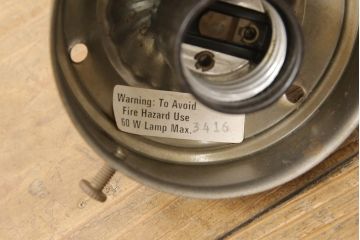 Warning: To Avoid
Fire Hazard Use
60 W Lamp Max.3416